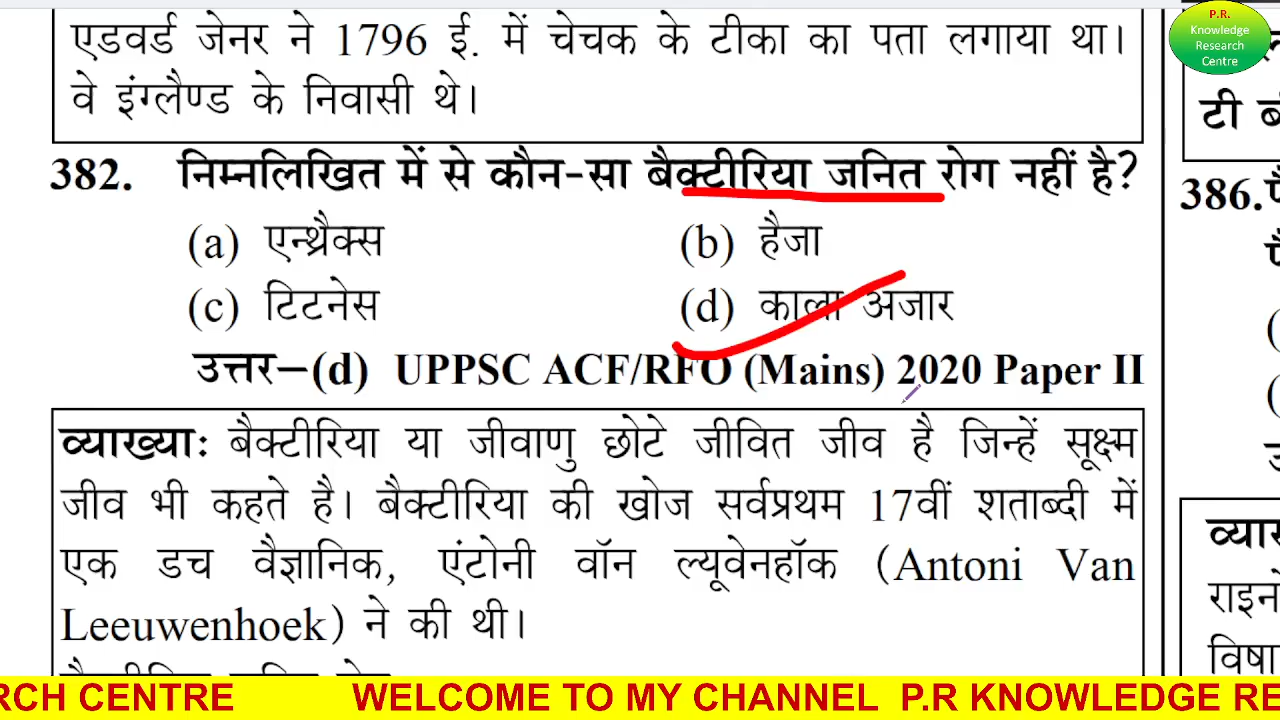 एडवर्ड जेनर ने 1796 ई. में चेचक के टीका का पता लगाया था।
वे इंग्लैण्ड के निवासी थे।
382. निम्नलिखित में से कौन-सा बैक्टीरिया जनित रोग नहीं है?
(a) एन्थ्रैक्स
(b) हैजा
(c) टिटनेस
(d) काला अजार
उत्तर–(d) UPPSC ACF/RFO (Mains) 2020 Paper II
व्याख्याः बैक्टीरिया या जीवाणु छोटे जीवित जीव है जिन्हें सूक्ष्म
जीव भी कहते है। बैक्टीरिया की खोज सर्वप्रथम 17वीं शताब्दी में
एक डच वैज्ञानिक, एंटोनी वॉन ल्यूवेनहॉक (Antoni Van
Leeuwenhoek) ने की थी।
P.R.
Knowledge
Research
Centre
टी
386.
व्या
राइन
विषा
RCH CENTRE WELCOME TO MY CHANNEL P.R KNOWLEDGE RE